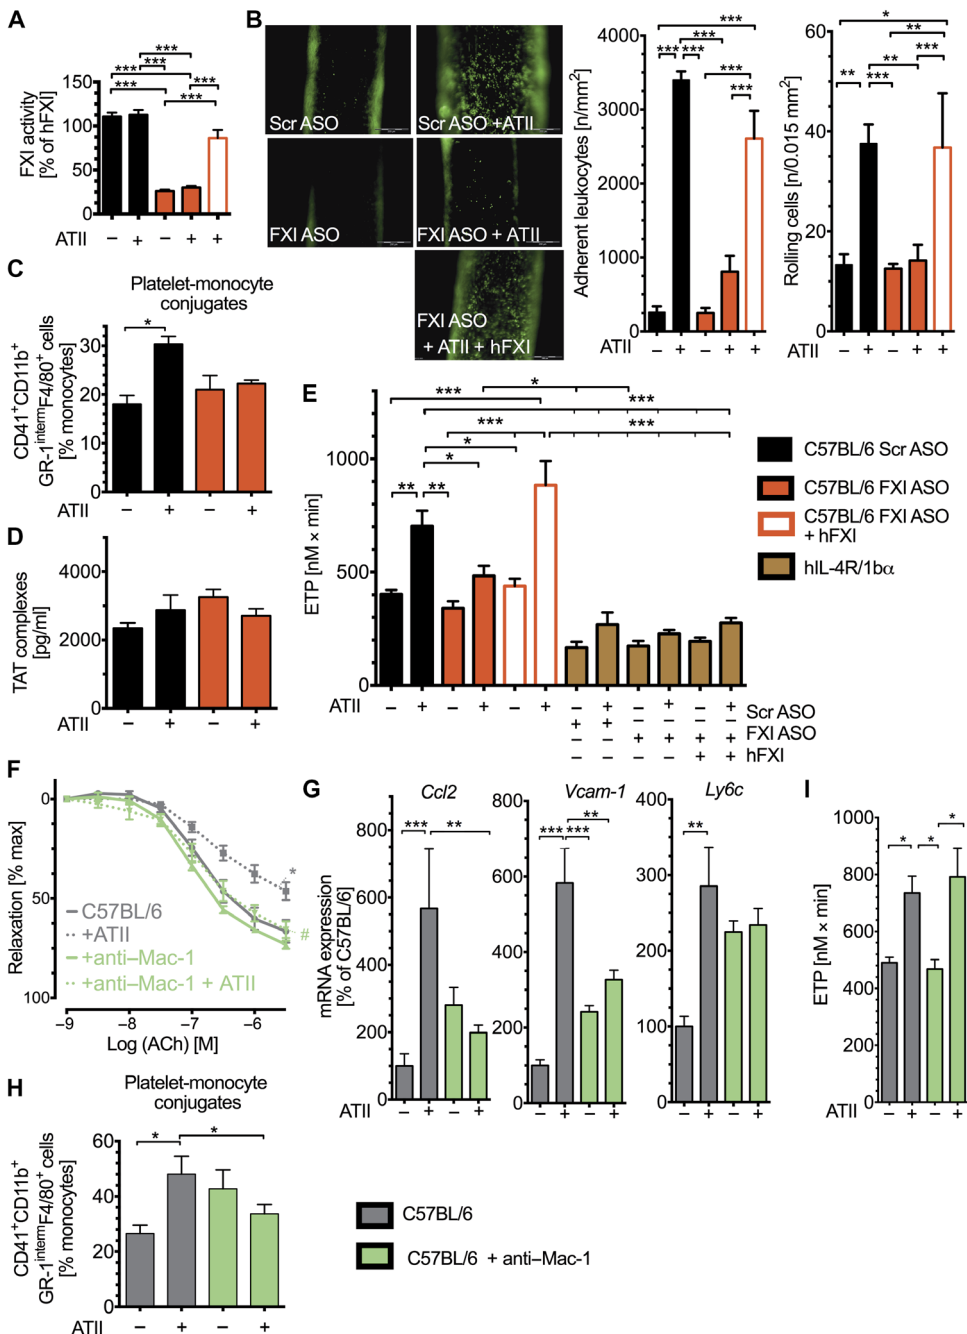 A
FXI activity
[% of hFXI]
150
100
50
0
*** ***
*** ***
*** ***
ATII – + – + +
B
Scr ASO
Scr ASO +ATII
FXI ASO
FXI ASO + ATII
FXI ASO
+ ATII + hFXI
Adherent leukocytes [n/mm2]
4000
3000
2000
1000
0
***
***
*** ***
***
***
ATII – + – + +
Rolling cells [n/0.015 mm2]
60
40
20
0
*
**
** ***
** ***
ATII – + – + +
C
Platelet-monocyte
conjugates
CD41+CD11b+
GR-1intermF4/80+ cells
[% monocytes]
30
20
10
0
*
ATII – + – +
D
TAT complexes
[pg/ml]
4000
2000
0
ATII – + – +
E
ETP [nM × min]
1000
500
0
*
*** ***
*** ***
*
*
** **
ATII – + – + – + – + – + – +
+ + – – – – Scr ASO
– – + + + + FXI ASO
– – – – + + hFXI
C57BL/6 Scr ASO
C57BL/6 FXI ASO
C57BL/6 FXI ASO
+ hFXI
hIL-4R/1bα
F
Relaxation [% max]
0
50
100
C57BL/6
+ATII
+anti–Mac-1
+anti–Mac-1 + ATII
*
#
–9 –8 –7 –6
Log (ACh) [M]
G
mRNA expression
[% of C57BL/6]
Ccl2
800
600
400
200
0
*** **
ATII – + – +
Vcam-1
800
600
400
200
0
**
*** ***
– + – +
Ly6c
400
300
200
100
0
**
– + – +
H
Platelet-monocyte
conjugates
CD41+CD11b+
GR-1intermF4/80+ cells
[% monocytes]
60
40
20
0
* *
ATII – + – +
C57BL/6
C57BL/6 + anti–Mac-1
I
ETP [nM × min]
1000
800
600
400
200
0
* * *
ATII – + – +